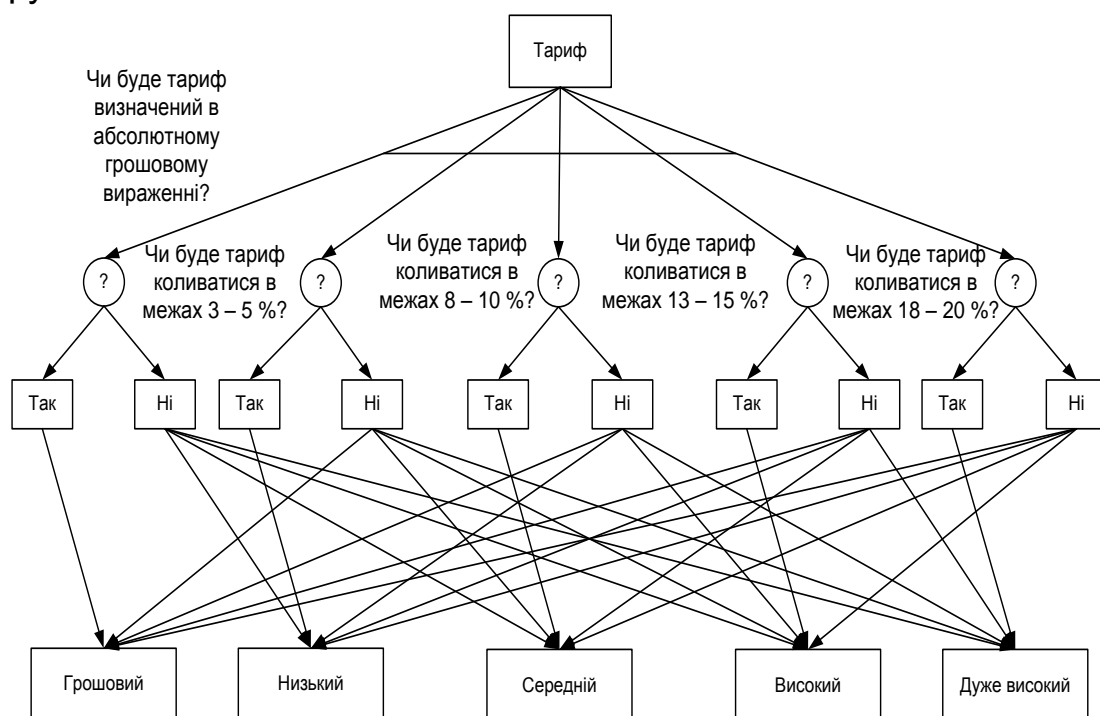 Тариф
Чи буде тариф
визначений в
абсолютному
грошовому
вираженні?
Чи буде тариф
коливатися в
межах 3 – 5 %?
Чи буде тариф
коливатися в
межах 8 – 10 %?
Чи буде тариф
коливатися в
межах 13 – 15 %?
Чи буде тариф
коливатися в
межах 18 – 20 %?
?
?
?
?
?
Так
Ні
Так
Ні
Так
Ні
Так
Ні
Так
Ні
Грошовий
Низький
Середній
Високий
Дуже високий